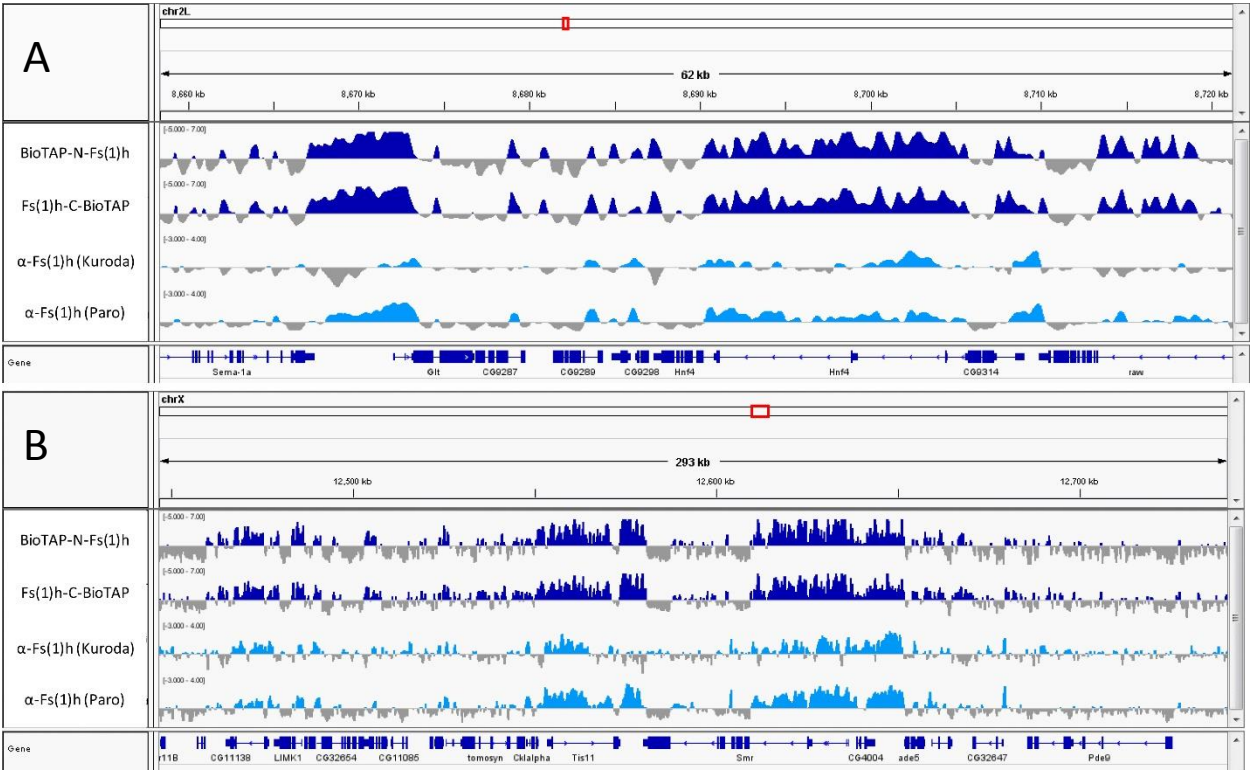 A
chr2L
62 kb
8,660 kb 8,670 kb 8,680 kb 8,690 kb 8,700 kb 8,710 kb 8,720 kb
BioTAP-N-Fs(1)h
[-5.000 - 7.00]
Fs(1)h-C-BioTAP
[-5.000 - 7.00]
α-Fs(1)h (Kuroda)
[-3.000 - 4.00]
α-Fs(1)h (Paro)
[-3.000 - 4.00]
Gene
Sema-1a Glt CG9287 CG9289 CG9298 Hnf4 Hnf4 CG9314 raw
B
chrX
293 kb
12,500 kb 12,600 kb 12,700 kb
BioTAP-N-Fs(1)h
[-5.000 - 7.00]
Fs(1)h-C-BioTAP
[-5.000 - 7.00]
α-Fs(1)h (Kuroda)
[-3.000 - 4.00]
α-Fs(1)h (Paro)
[-3.000 - 4.00]
Gene
r11B CG11138 LIMK1 CG32654 CG11085 tomosyn CkIalpha Tis11 Smr CG4004 ade5 CG32647 Pde9